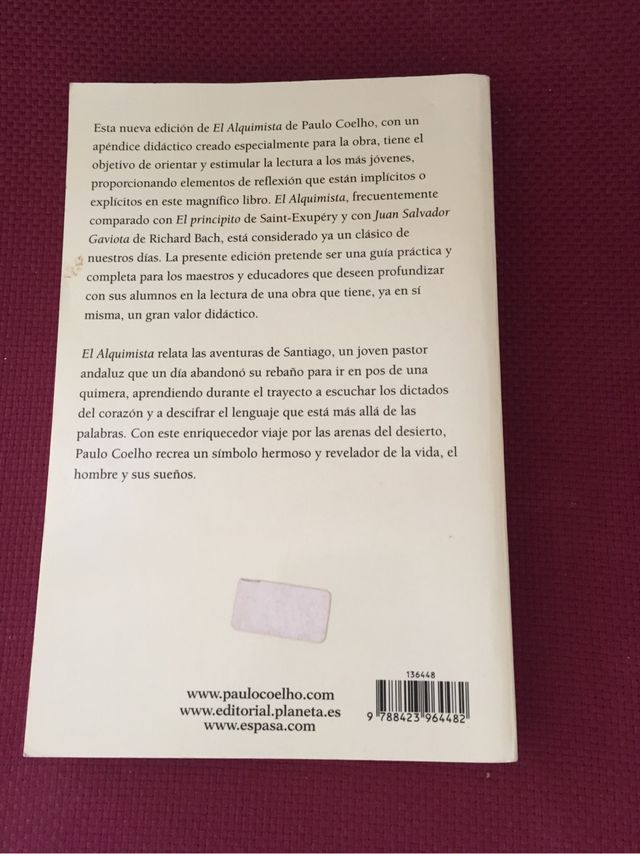 Esta nueva edición de El Alquimista de Paulo Coelho, con un
apéndice didáctico creado especialmente para la obra, tiene el
objetivo de orientar y estimular la lectura a los más jóvenes,
proporcionando elementos de reflexión que están implícitos o
explícitos en este magnífico libro. El Alquimista, frecuentemente
comparado con El principito de Saint-Exupéry y con Juan Salvador
Gaviota de Richard Bach, está considerado ya un clásico de
nuestros días. La presente edición pretende ser una guía práctica y
completa para los maestros y educadores que deseen profundizar
con sus alumnos en la lectura de una obra que tiene, ya en sí
misma, un gran valor didáctico.
El Alquimista relata las aventuras de Santiago, un joven pastor
andaluz que un día abandonó su rebaño para ir en pos de una
quimera, aprendiendo durante el trayecto a escuchar los dictados
del corazón y a descifrar el lenguaje que está más allá de las
palabras. Con este enriquecedor viaje por las arenas del desierto,
Paulo Coelho recrea un símbolo hermoso y revelador de la vida, el
hombre y sus sueños.
www.paulocoelho.com
www.editorial.planeta.es
www.espasa.com
136448
9 788423 964482